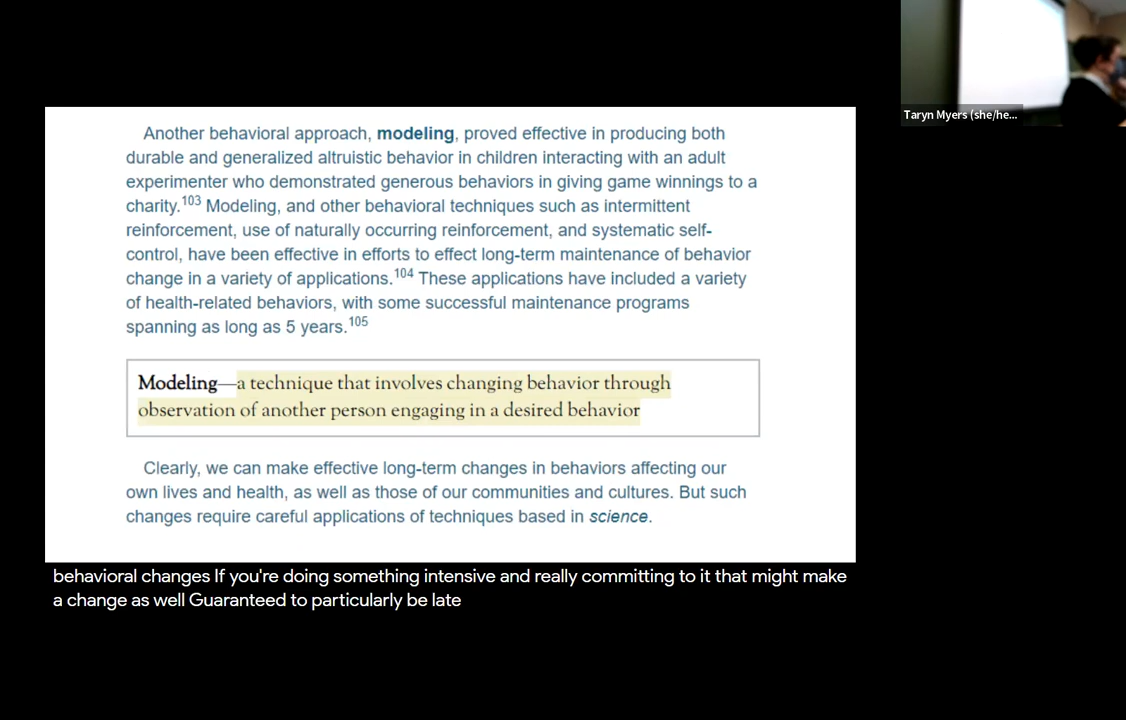 Taryn Myers (she/he...
Another behavioral approach, modeling, proved effective in producing both
durable and generalized altruistic behavior in children interacting with an adult
experimenter who demonstrated generous behaviors in giving game winnings to a
charity.103 Modeling, and other behavioral techniques such as intermittent
reinforcement, use of naturally occurring reinforcement, and systematic self-
control, have been effective in efforts to effect long-term maintenance of behavior
change in a variety of applications.104 These applications have included a variety
of health-related behaviors, with some successful maintenance programs
spanning as long as 5 years.105
Modeling—a technique that involves changing behavior through
observation of another person engaging in a desired behavior
Clearly, we can make effective long-term changes in behaviors affecting our
own lives and health, as well as those of our communities and cultures. But such
changes require careful applications of techniques based in science.
behavioral changes If you're doing something intensive and really committing to it that might make
a change as well Guaranteed to particularly be late